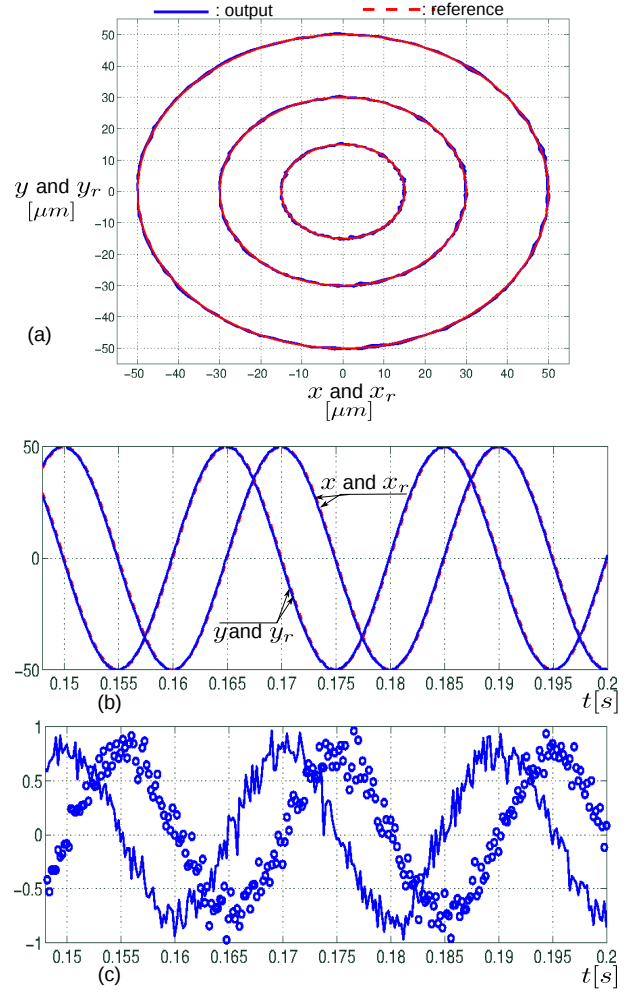 : output : reference
50
40
30
20
10
0
−10
−20
−30
−40
−50
y and y_r
[μm]
(a)
−50 −40 −30 −20 −10 0 10 20 30 40 50
x and x_r
[μm]
50
0
−50
x and x_r
y and y_r
0.15 0.155 0.16 0.165 0.17 0.175 0.18 0.185 0.19 0.195 0.2
(b)
t[s]
1
0.5
0
−0.5
−1
0.15 0.155 0.16 0.165 0.17 0.175 0.18 0.185 0.19 0.195 0.2
(c)
t[s]